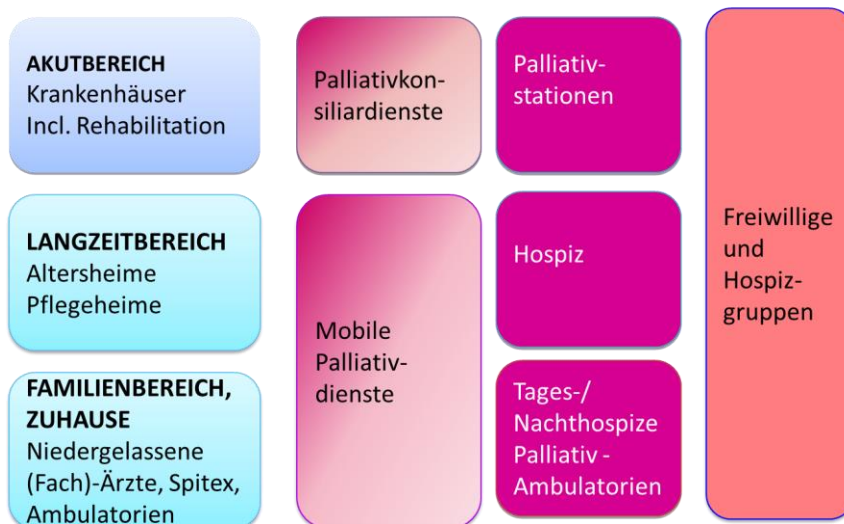 AKUTBEREICH
Krankenhäuser
Incl. Rehabilitation
Palliativkon-
siliardienste
Palliativ-
stationen
LANGZEITBEREICH
Altersheime
Pflegeheime
Mobile
Palliativ-
dienste
Hospiz
Freiwillige
und
Hospiz-
gruppen
FAMILIENBEREICH,
ZUHAUSE
Niedergelassene
(Fach)-Ärzte, Spitex,
Ambulatorien
Tages-/
Nachthospize
Palliativ -
Ambulatorien